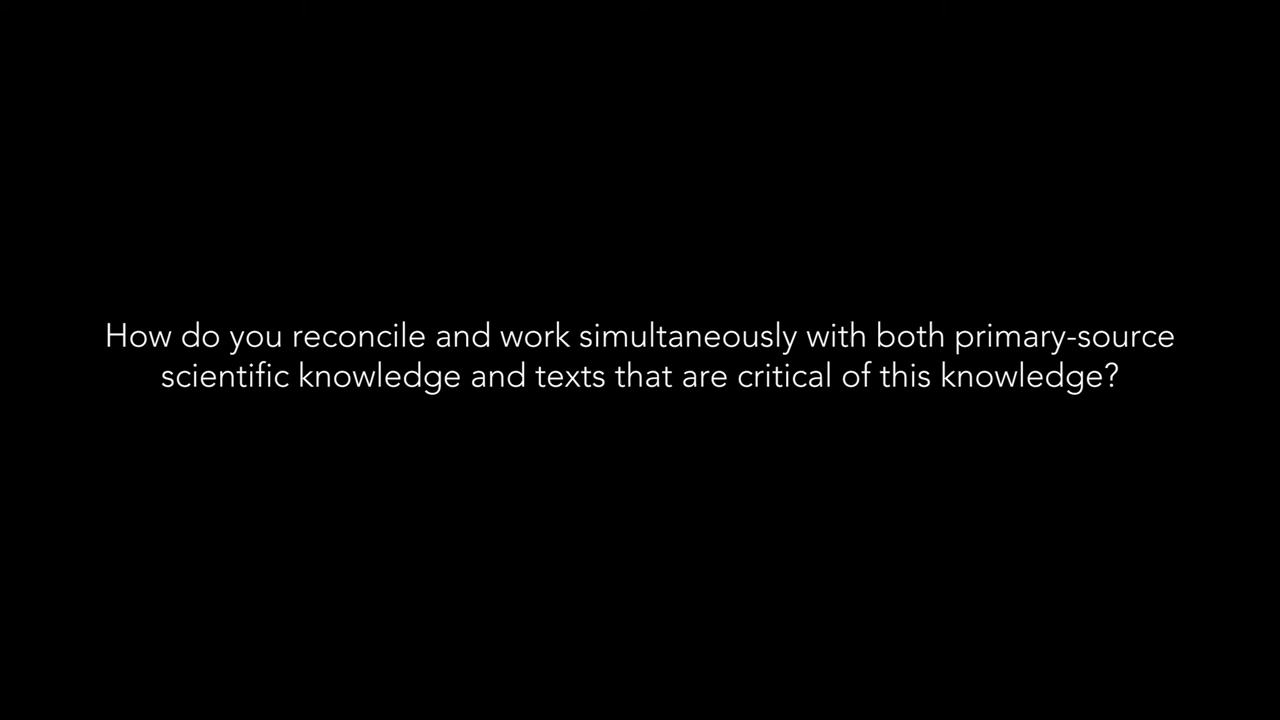 How do you reconcile and work simultaneously with both primary-source
scientific knowledge and texts that are critical of this knowledge?